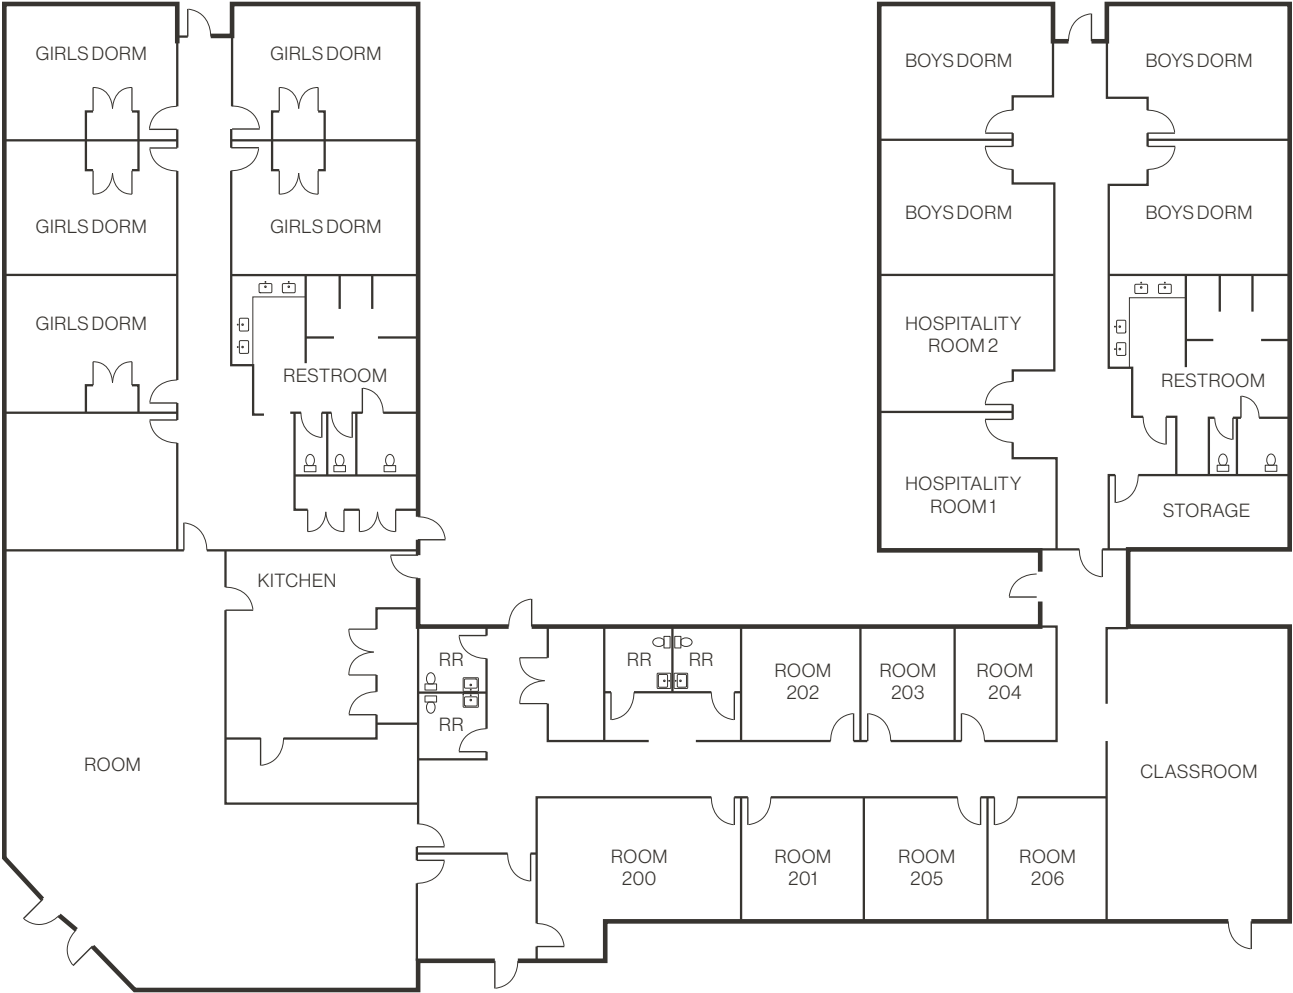 GIRLS DORM
GIRLS DORM
BOYS DORM
BOYS DORM
GIRLS DORM
GIRLS DORM
BOYS DORM
BOYS DORM
GIRLS DORM
HOSPITALITY
ROOM 2
RESTROOM
RESTROOM
HOSPITALITY
ROOM 1
STORAGE
KITCHEN
RR
RR
RR
ROOM
202
ROOM
203
ROOM
204
RR
ROOM
CLASSROOM
ROOM
200
ROOM
201
ROOM
205
ROOM
206